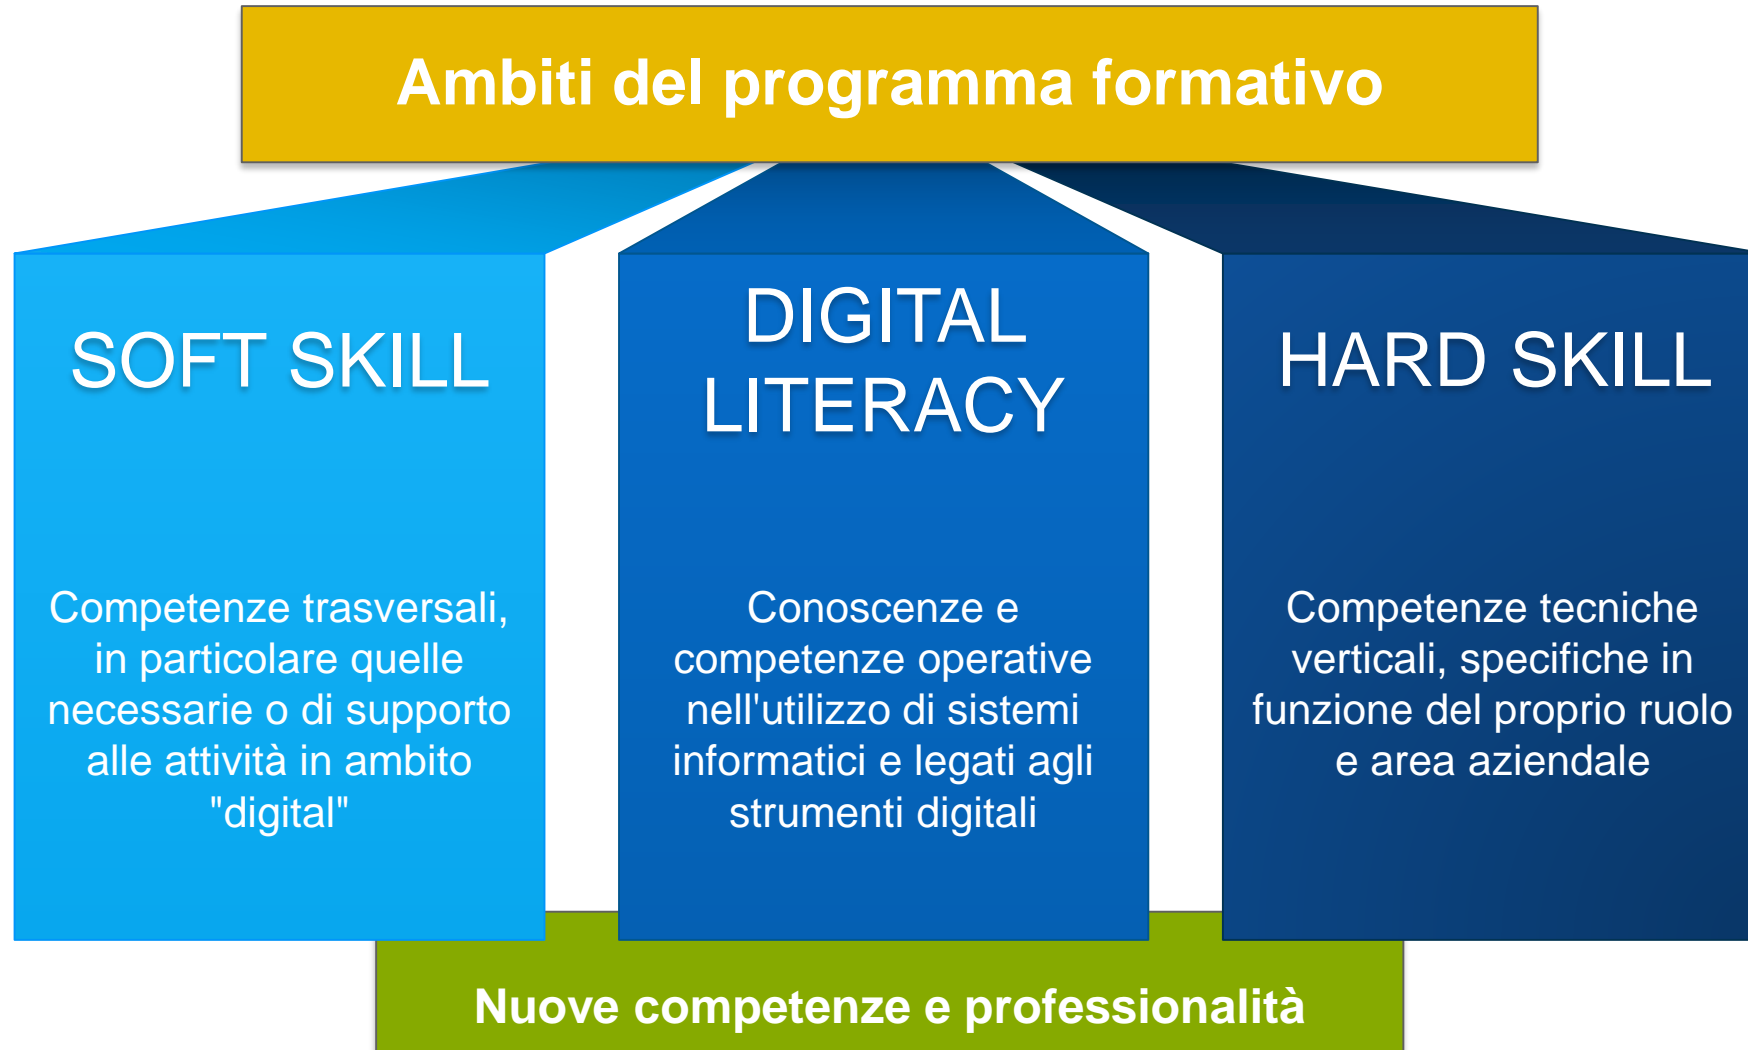 Ambiti del programma formativo
SOFT SKILL
Competenze trasversali,
in particolare quelle
necessarie o di supporto
alle attività in ambito
"digital"
DIGITAL
LITERACY
Conoscenze e
competenze operative
nell'utilizzo di sistemi
informatici e legati agli
strumenti digitali
HARD SKILL
Competenze tecniche
verticali, specifiche in
funzione del proprio ruolo
e area aziendale
Nuove competenze e professionalità